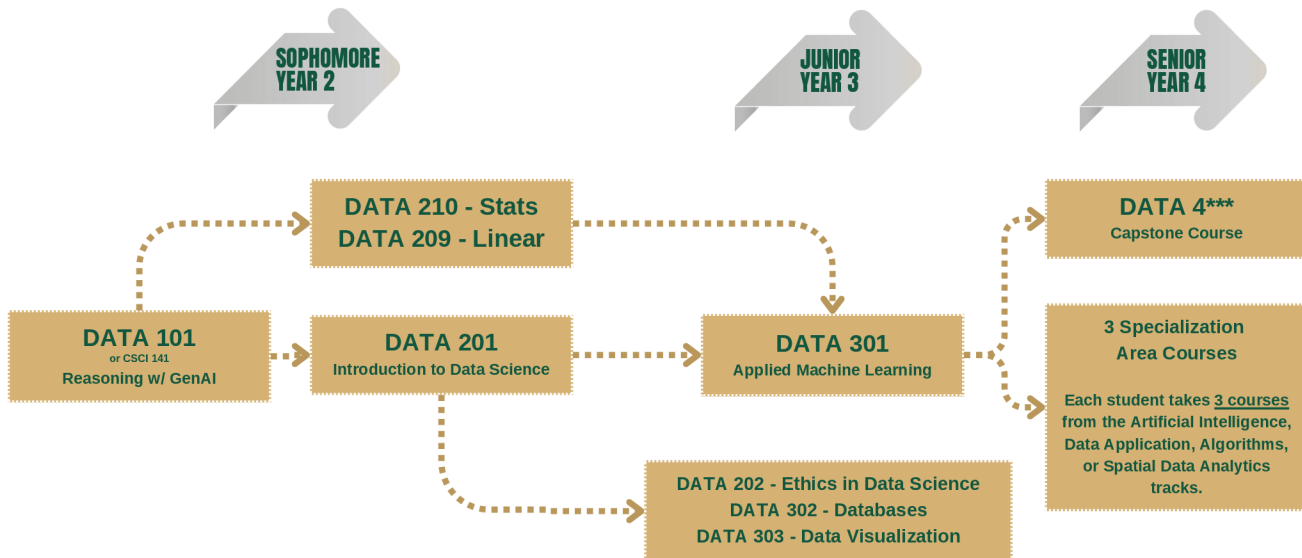 SOPHOMORE
YEAR 2
JUNIOR
YEAR 3
SENIOR
YEAR 4
DATA 210 - Stats
DATA 209 - Linear
DATA 4***
Capstone Course
DATA 101
or CSCI 141
Reasoning w/ GenAI
DATA 201
Introduction to Data Science
DATA 301
Applied Machine Learning
3 Specialization
Area Courses
Each student takes 3 courses
from the Artificial Intelligence,
Data Application, Algorithms,
or Spatial Data Analytics
tracks.
DATA 202 - Ethics in Data Science
DATA 302 - Databases
DATA 303 - Data Visualization